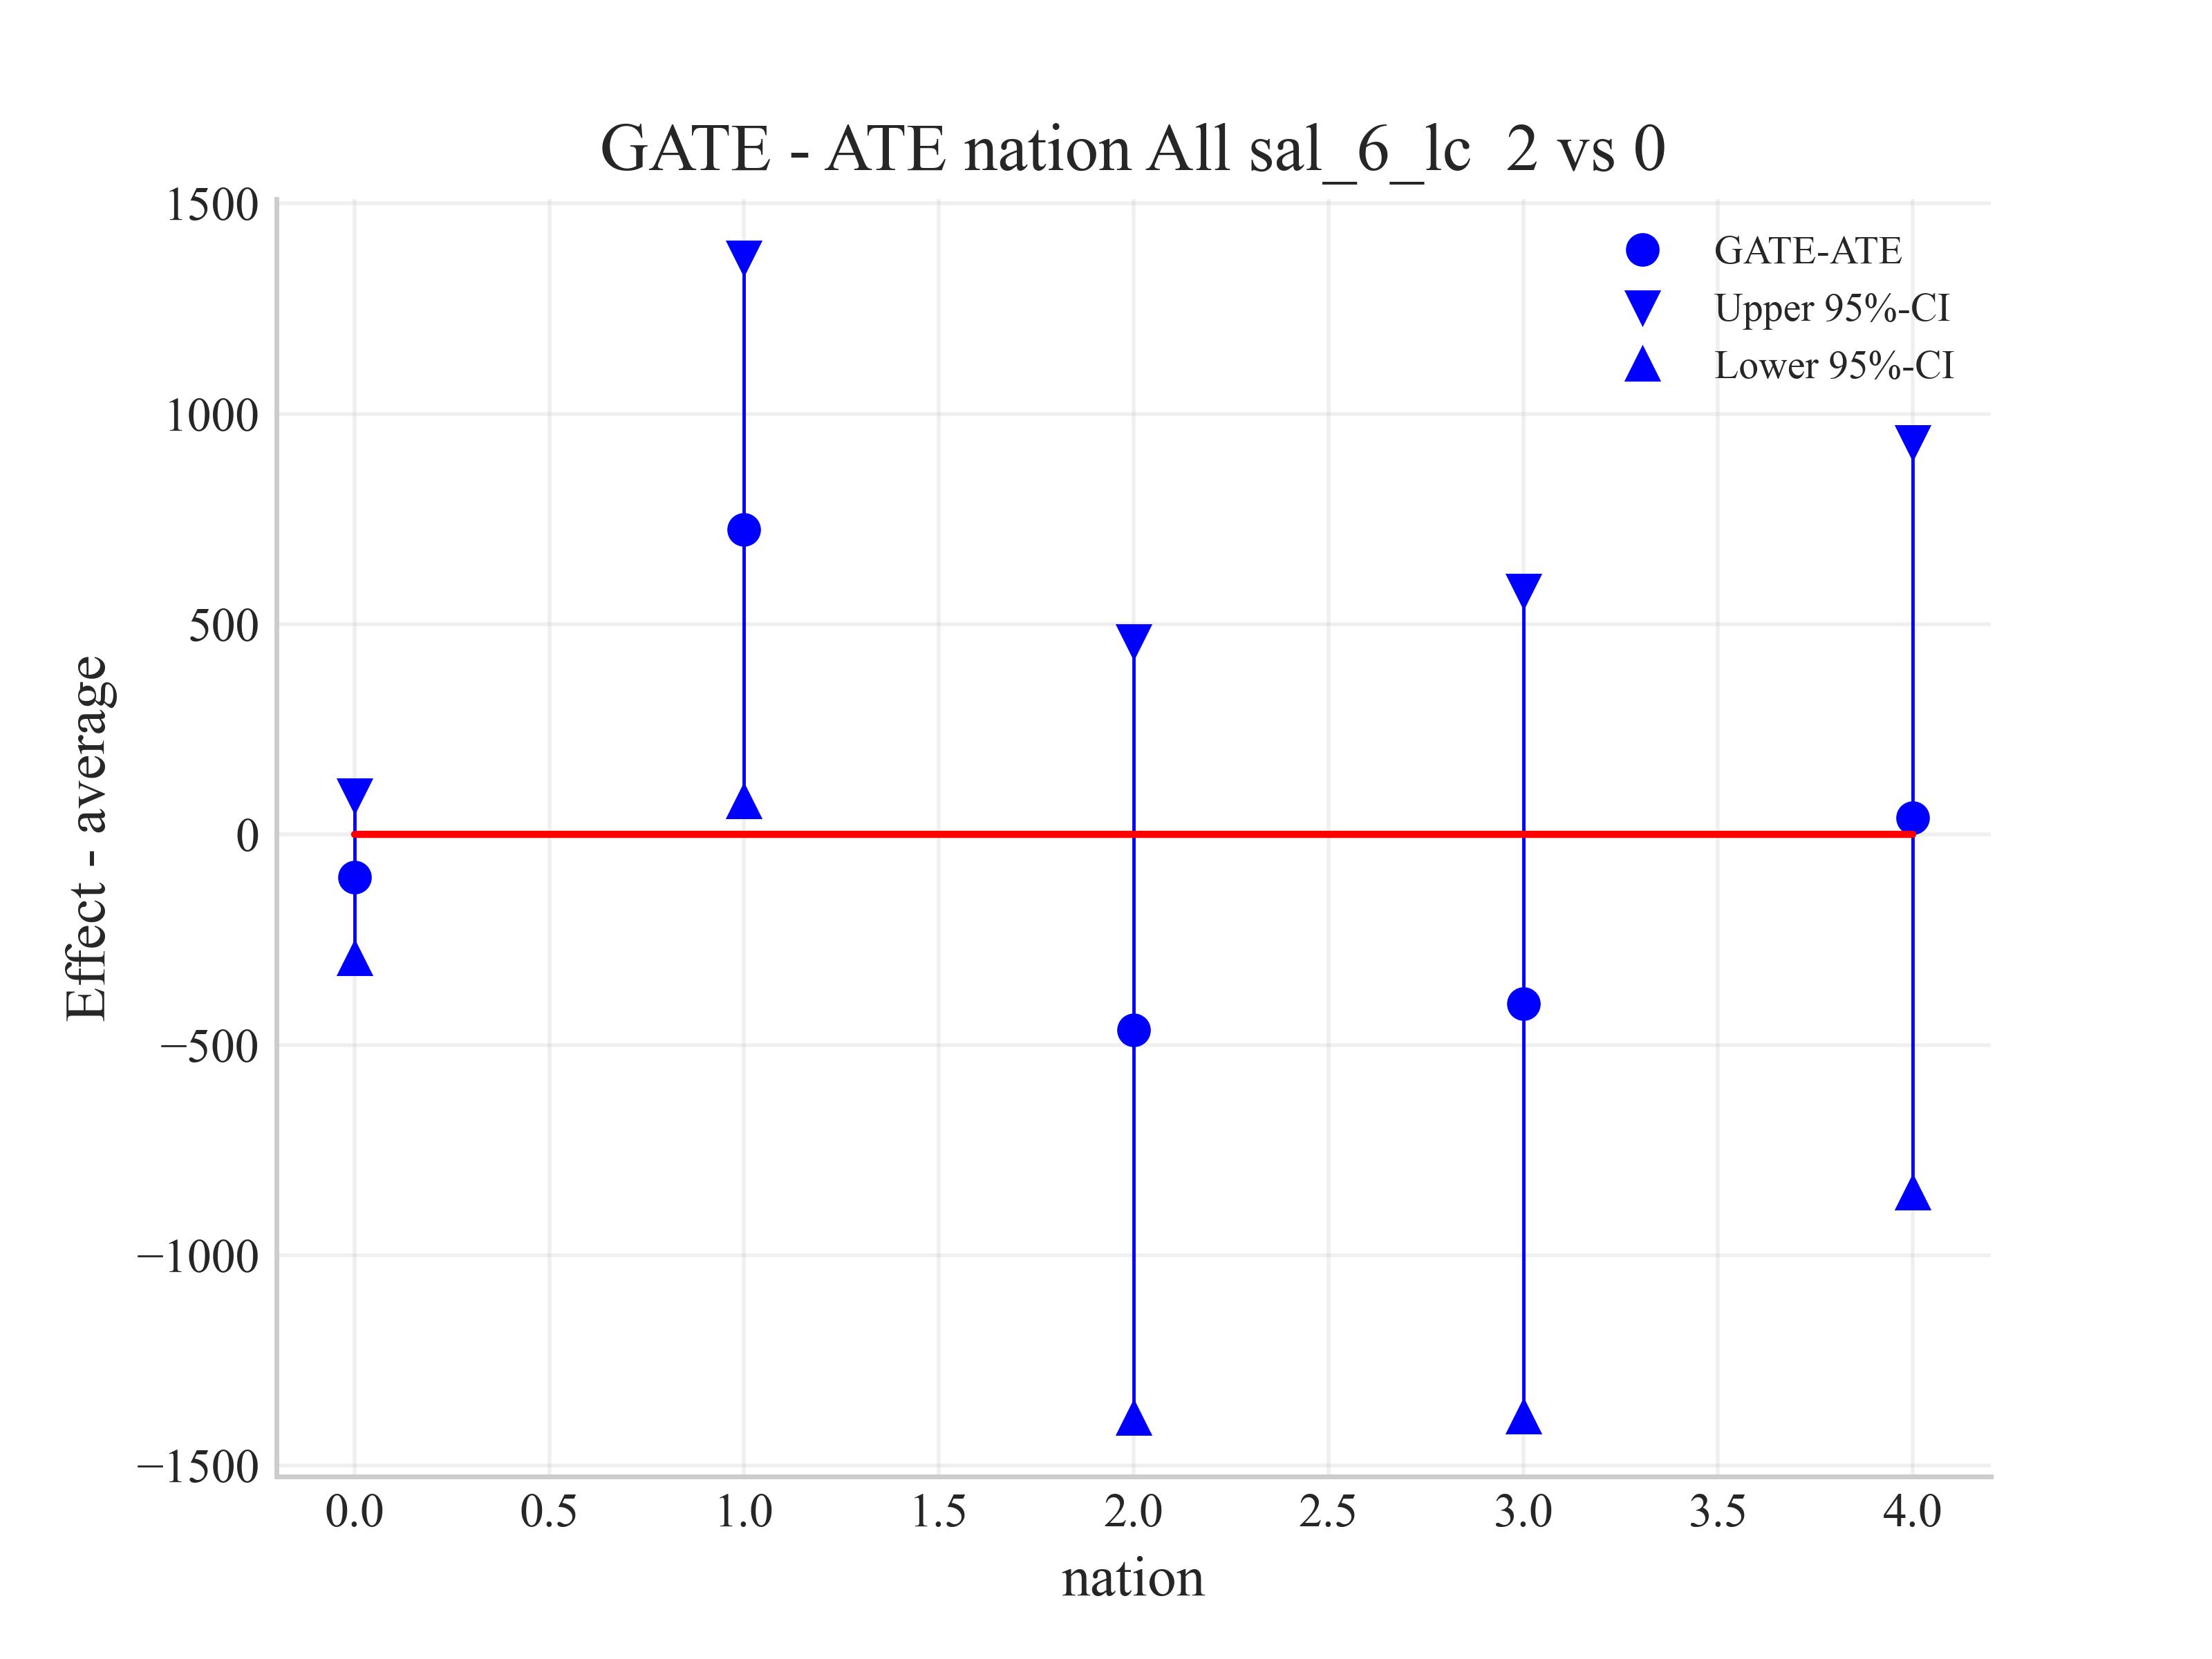 GATE - ATE nation All sal_6_lc  2 vs 0
GATE-ATE
Upper 95%-CI
Lower 95%-CI
Effect - average
1500
1000
500
0
−500
−1000
−1500
0.0 0.5 1.0 1.5 2.0 2.5 3.0 3.5 4.0
nation